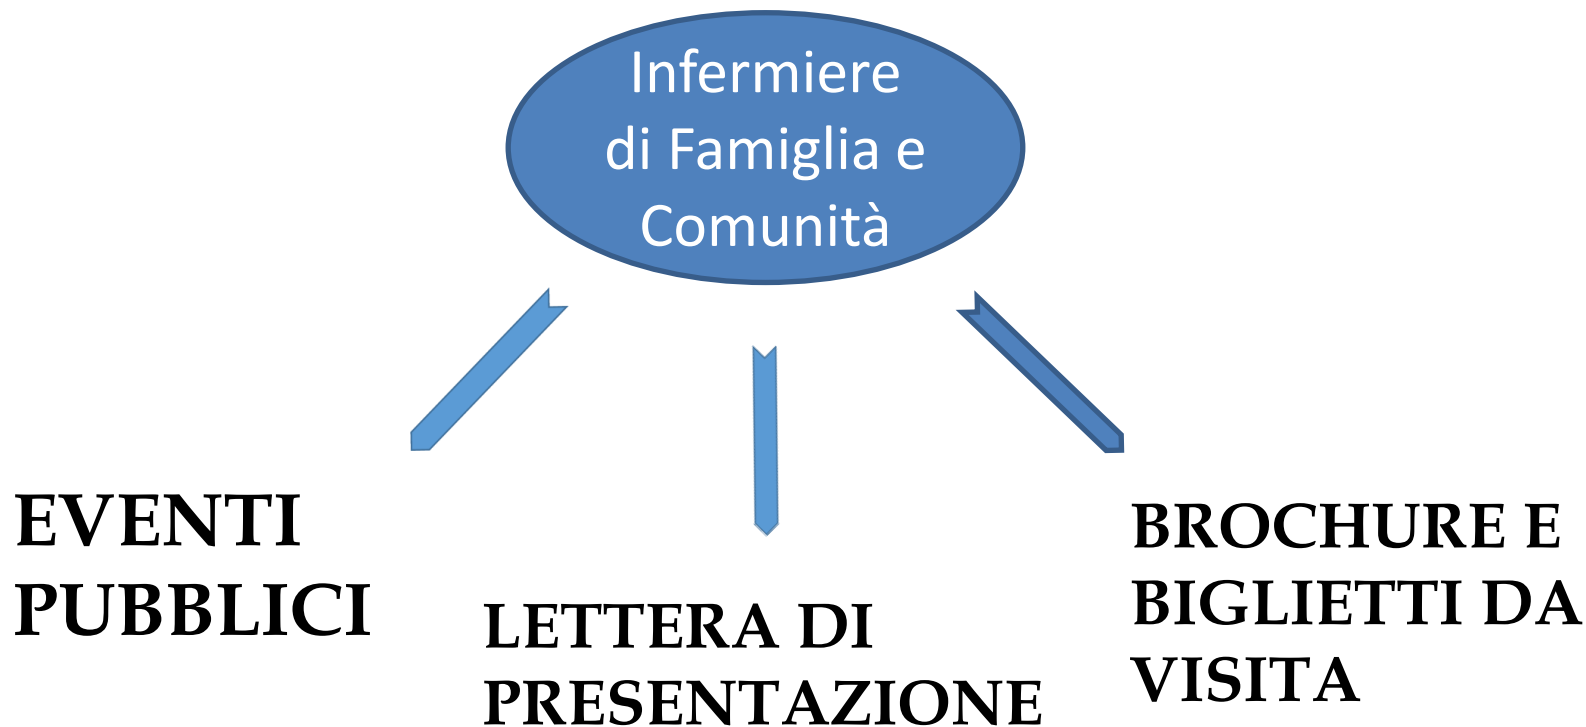 Infermiere
di Famiglia e
Comunità
EVENTI
PUBBLICI
LETTERA DI
PRESENTAZIONE
BROCHURE E
BIGLIETTI DA
VISITA